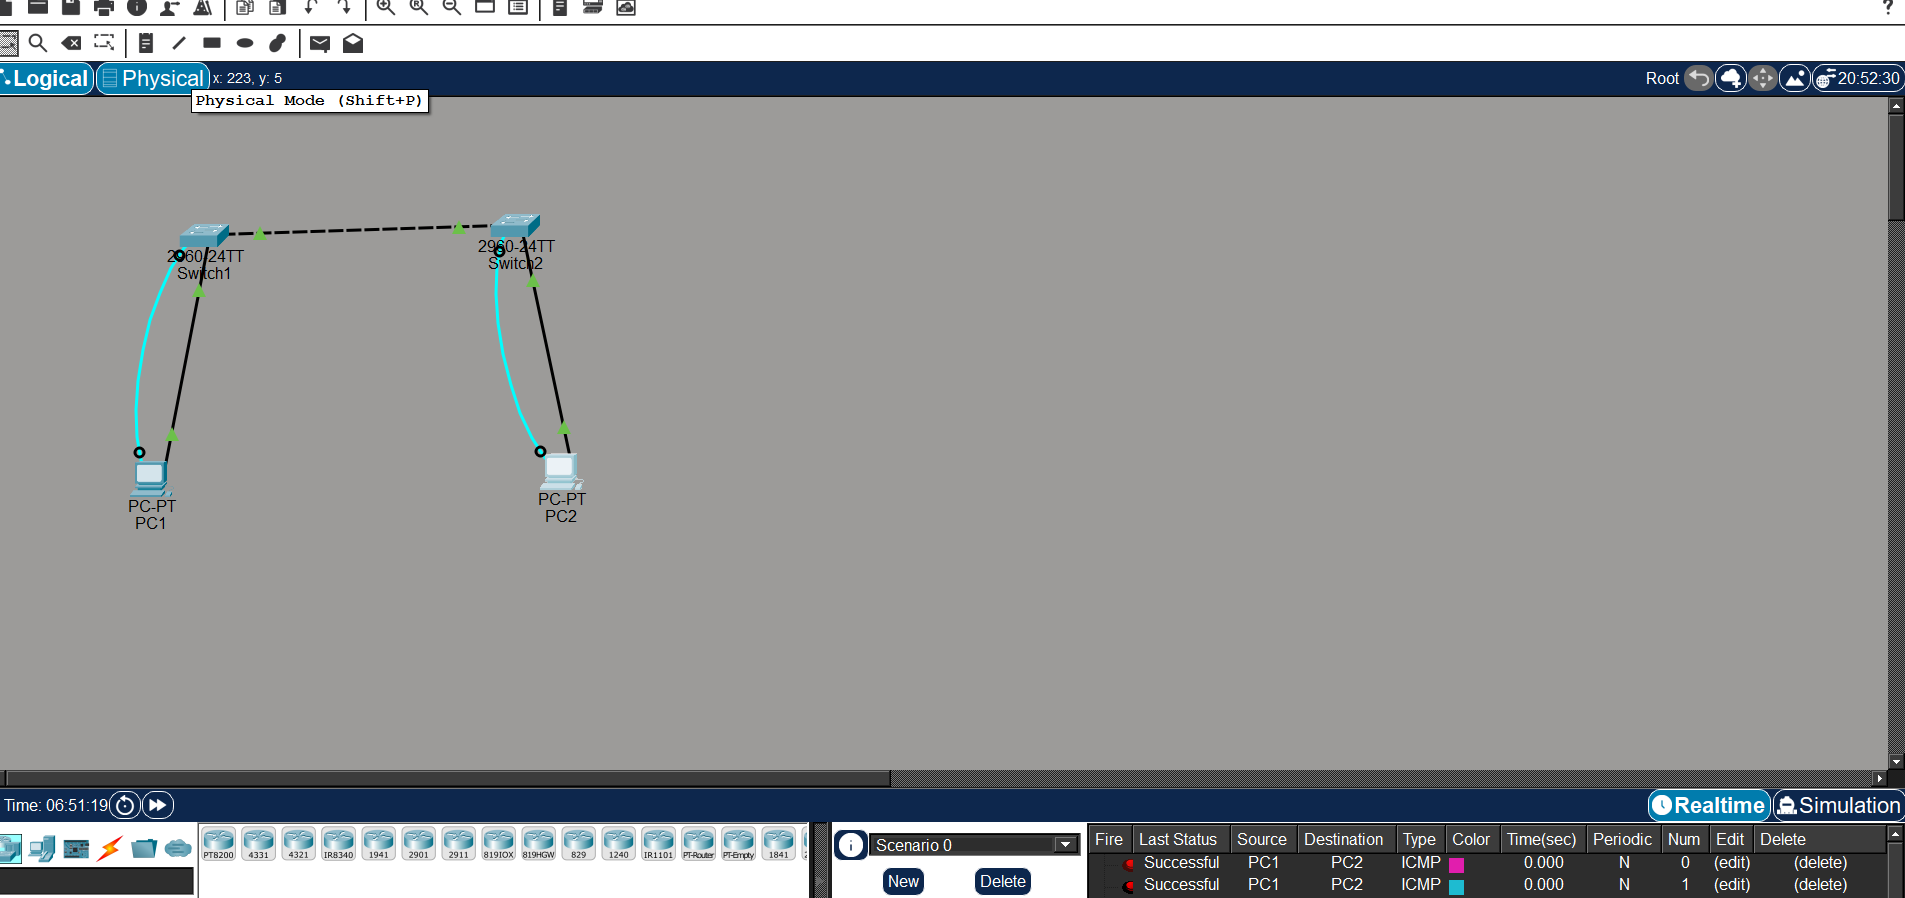 Logical Physical x: 223, y: 5 Root 20:52:30
Physical Mode (Shift+P)
2960-24TT
Switch1
2960-24TT
Switch2
PC-PT
PC1
PC-PT
PC2
Time: 06:51:19 Realtime Simulation
PT8200 4331 4321 IR8340 1941 2901 2911 819IOX 819HGW 829 1240 IR1101 PT-Router PT-Empty 1841
Scenario 0
New Delete
Fire Last Status Source Destination Type Color Time(sec) Periodic Num Edit Delete
Successful PC1 PC2 ICMP 0.000 N 0 (edit) (delete)
Successful PC1 PC2 ICMP 0.000 N 1 (edit) (delete)